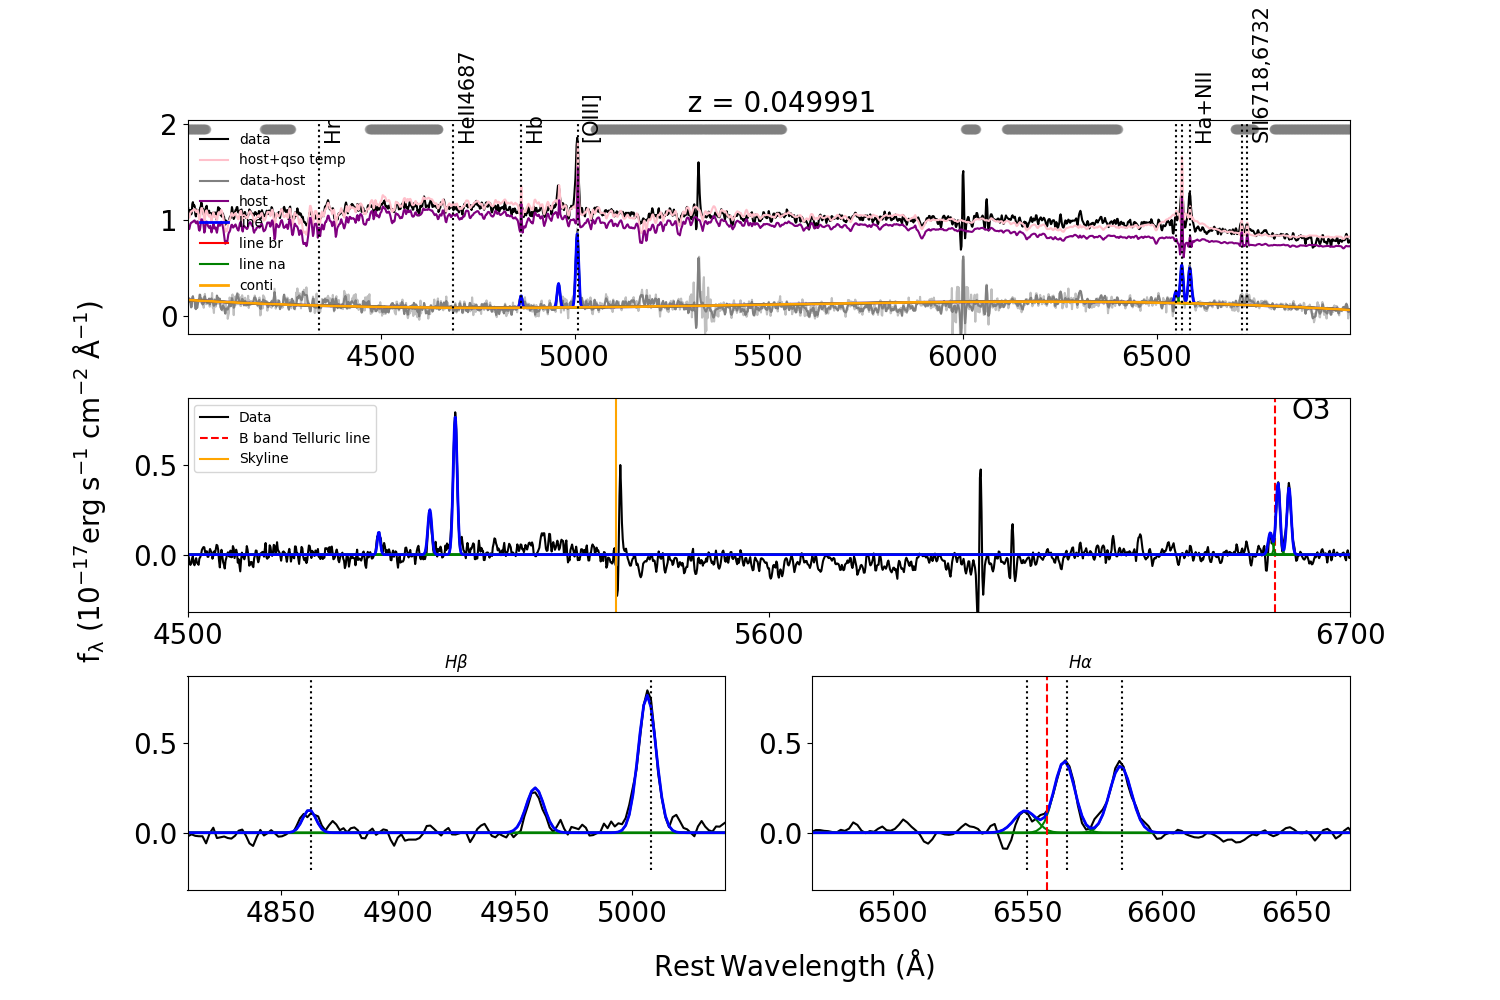 z = 0.049991
Hr
HeII4687
Hb
[OIII]
Ha+NII
SII6718,6732
data
host+qso temp
data-host
host
line
line br
line na
conti
2
1
0
4500 5000 5500 6000 6500
O3
Data
B band Telluric line
Skyline
0.5
0.0
4500 5600 6700
Hβ
0.5
0.0
4850 4900 4950 5000
Hα
0.5
0.0
6500 6550 6600 6650
fλ (10−17erg s−1 cm−2 Å−1)
Rest Wavelength (Å)